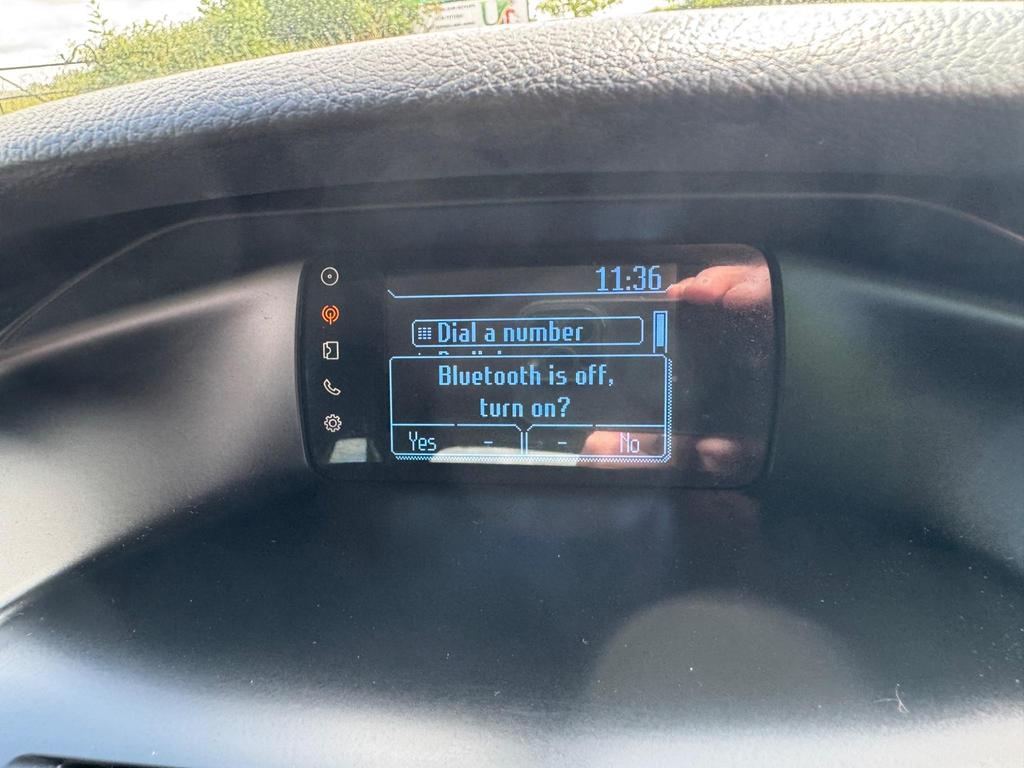 11:36
Dial a number
Bluetooth is off,
turn on?
Yes - - No